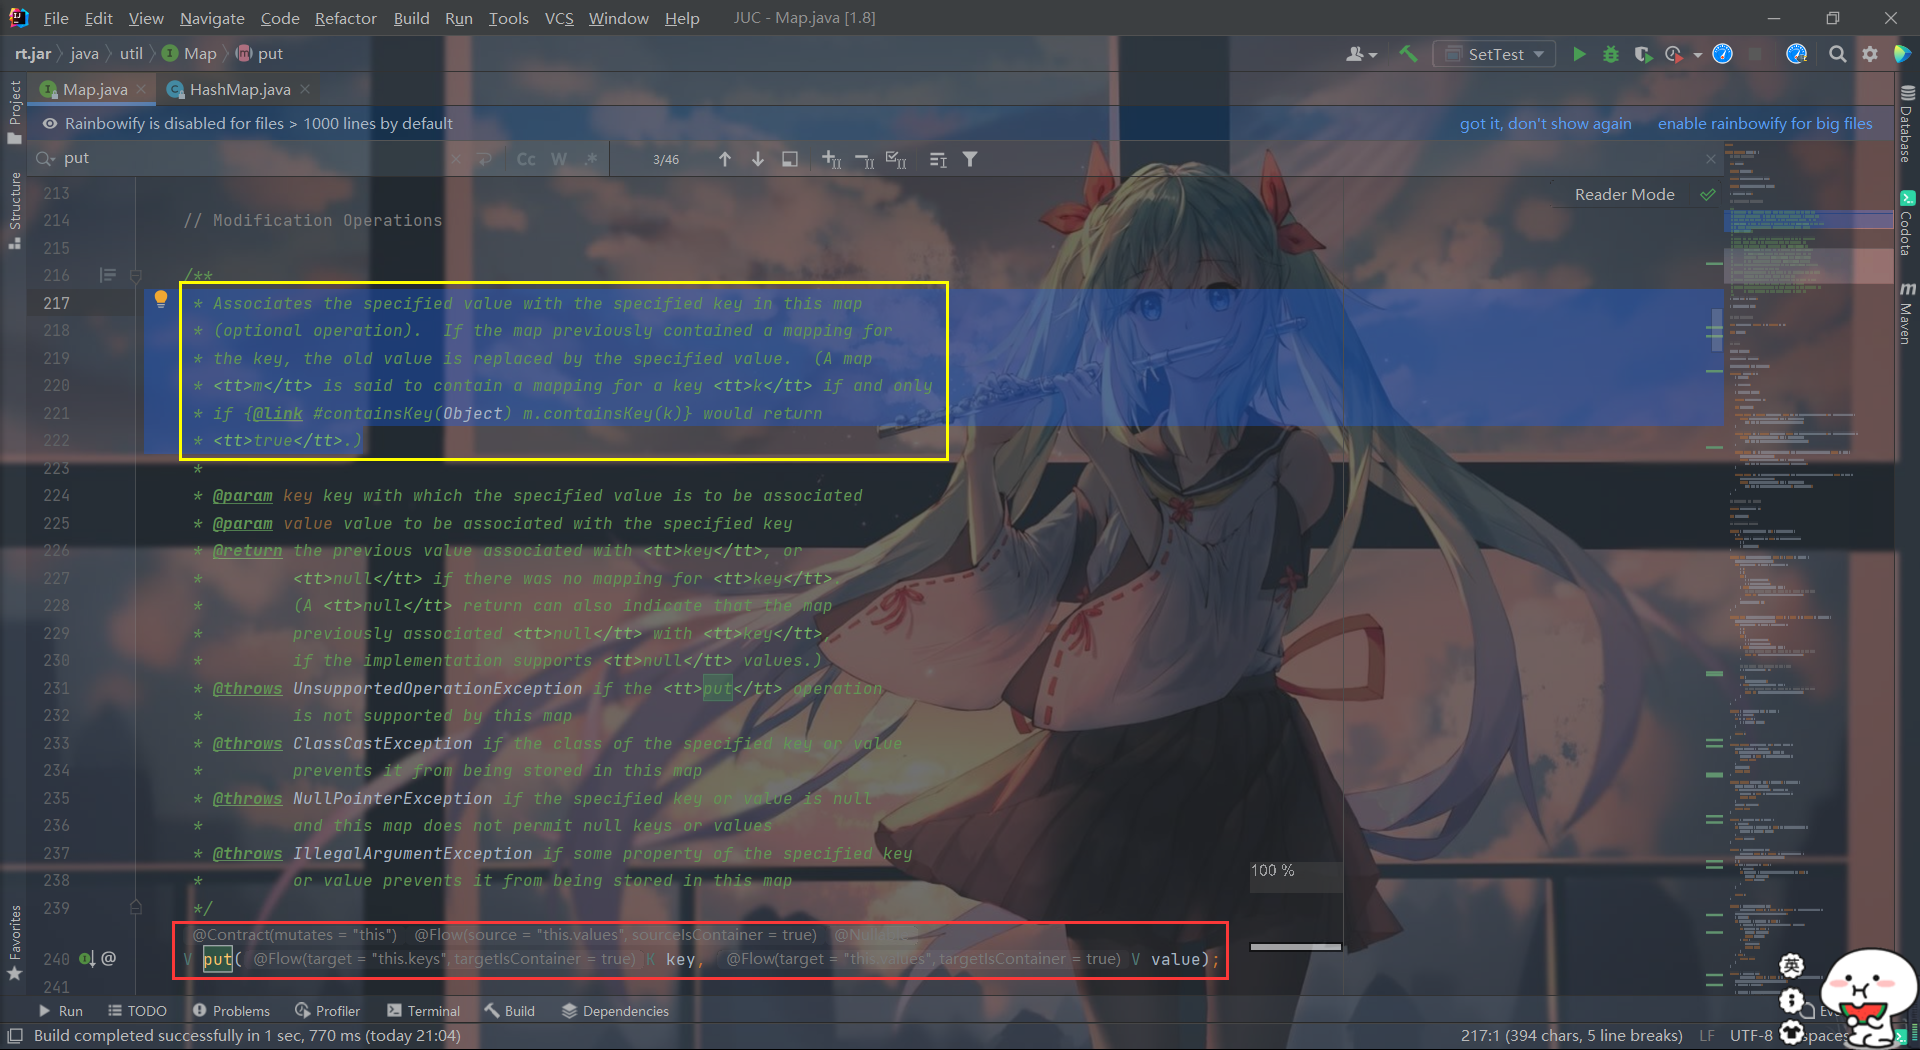 File Edit View Navigate Code Refactor Build Run Tools VCS Window Help JUC - Map.java [1.8]
rt.jar java util Map put SetTest
Map.java HashMap.java
Rainbowify is disabled for files > 1000 lines by default got it, don't show again enable rainbowify for big files
put Cc W .* 3/46
Reader Mode
213
214 // Modification Operations
215
216 /**
217 * Associates the specified value with the specified key in this map
218 * (optional operation). If the map previously contained a mapping for
219 * the key, the old value is replaced by the specified value. (A map
220 * <tt>m</tt> is said to contain a mapping for a key <tt>k</tt> if and only
221 * if {@link #containsKey(Object) m.containsKey(k)} would return
222 * <tt>true</tt>.)
223 *
224 * @param key key with which the specified value is to be associated
225 * @param value value to be associated with the specified key
226 * @return the previous value associated with <tt>key</tt>, or
227 * <tt>null</tt> if there was no mapping for <tt>key</tt>.
228 * (A <tt>null</tt> return can also indicate that the map
229 * previously associated <tt>null</tt> with <tt>key</tt>,
230 * if the implementation supports <tt>null</tt> values.)
231 * @throws UnsupportedOperationException if the <tt>put</tt> operation
232 * is not supported by this map
233 * @throws ClassCastException if the class of the specified key or value
234 * prevents it from being stored in this map
235 * @throws NullPointerException if the specified key or value is null
236 * and this map does not permit null keys or values
237 * @throws IllegalArgumentException if some property of the specified key
238 * or value prevents it from being stored in this map
239 */
@Contract(mutates = "this") @Flow(source = "this.values", sourceIsContainer = true) @Nullable
240 @ V put( @Flow(target = "this.keys", targetIsContainer = true) K key, @Flow(target = "this.values", targetIsContainer = true) V value);
241
100 %
Project
Structure
Favorites
Database
Codota
m Maven
英
Run TODO Problems Profiler Terminal Build Dependencies
Build completed successfully in 1 sec, 770 ms (today 21:04) 217:1 (394 chars, 5 line breaks) LF UTF-8 spaces